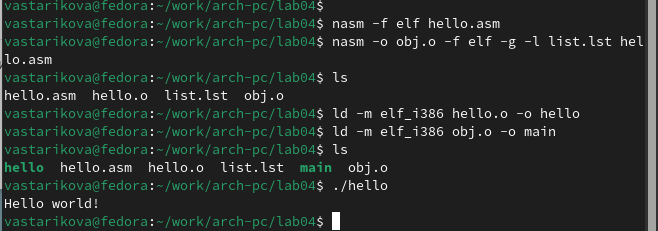 vastarikova@fedora:~/work/arch-pc/lab04$
vastarikova@fedora:~/work/arch-pc/lab04$ nasm -f elf hello.asm
vastarikova@fedora:~/work/arch-pc/lab04$ nasm -o obj.o -f elf -g -l list.lst hel
lo.asm
vastarikova@fedora:~/work/arch-pc/lab04$ ls
hello.asm  hello.o  list.lst  obj.o
vastarikova@fedora:~/work/arch-pc/lab04$ ld -m elf_i386 hello.o -o hello
vastarikova@fedora:~/work/arch-pc/lab04$ ld -m elf_i386 obj.o -o main
vastarikova@fedora:~/work/arch-pc/lab04$ ls
hello  hello.asm  hello.o  list.lst  main  obj.o
vastarikova@fedora:~/work/arch-pc/lab04$ ./hello
Hello world!
vastarikova@fedora:~/work/arch-pc/lab04$